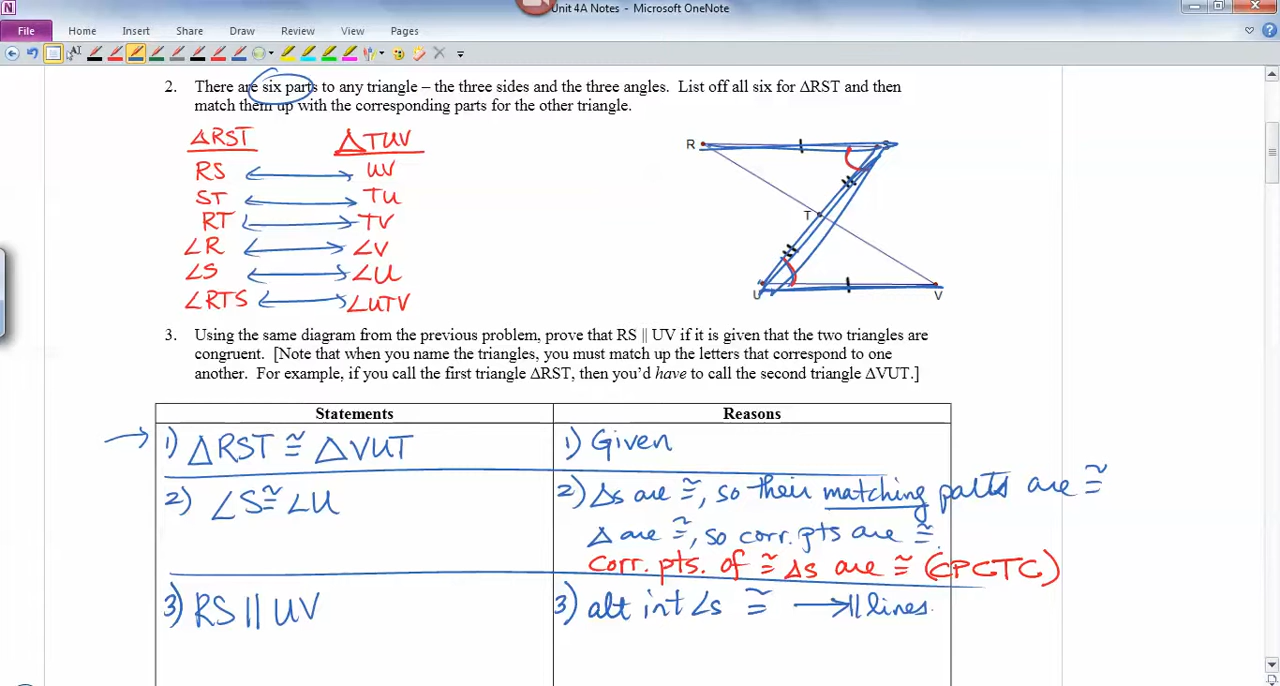 Unit 4A Notes - Microsoft OneNote
File Home Insert Share Draw Review View Pages
2. There are six parts to any triangle – the three sides and the three angles. List off all six for ΔRST and then
match them up with the corresponding parts for the other triangle.
ΔRST ΔTUV
RS UV
ST TU
RT TV
∠R ∠V
∠S ∠U
∠RTS ∠UTV
R
S
T
U
V
3. Using the same diagram from the previous problem, prove that RS || UV if it is given that the two triangles are
congruent. [Note that when you name the triangles, you must match up the letters that correspond to one
another. For example, if you call the first triangle ΔRST, then you'd have to call the second triangle ΔVUT.]
Statements Reasons
1) ΔRST ≅ ΔVUT 1) Given
2) ∠S ≅ ∠U 2) Δs are ≅, so their matching parts are ≅
Δ are ≅, so corr. pts are ≅.
corr. pts. of ≅ Δs are ≅ (CPCTC)
3) RS || UV 3) alt int ∠s ≅ → || lines.